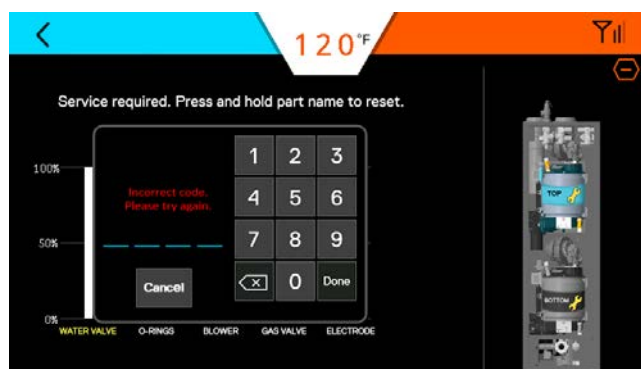 120°F
Service required. Press and hold part name to reset.
100%
50%
0%
Incorrect code.
Please try again.
Cancel
1 2 3
4 5 6
7 8 9
0 Done
WATER VALVE O-RINGS BLOWER GAS VALVE ELECTRODE
TOP
BOTTOM